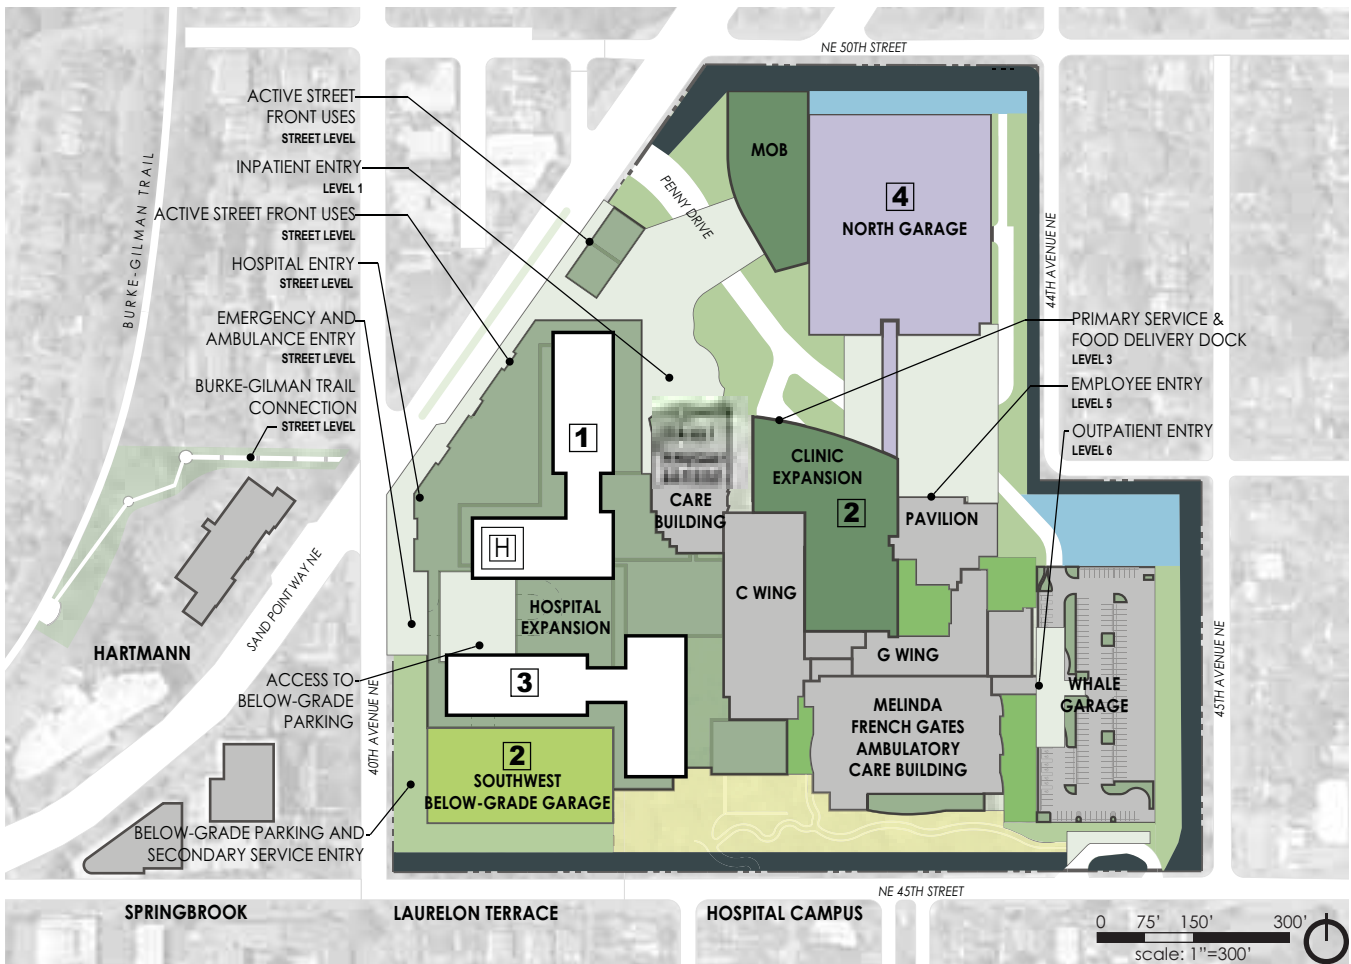 NE 50TH STREET
ACTIVE STREET
FRONT USES
STREET LEVEL
INPATIENT ENTRY
LEVEL 1
ACTIVE STREET FRONT USES
STREET LEVEL
HOSPITAL ENTRY
STREET LEVEL
EMERGENCY AND
AMBULANCE ENTRY
STREET LEVEL
BURKE-GILMAN TRAIL
CONNECTION
STREET LEVEL
BURKE-GILMAN TRAIL
PENNY DRIVE
MOB
4
NORTH GARAGE
44TH AVENUE NE
PRIMARY SERVICE &
FOOD DELIVERY DOCK
LEVEL 3
EMPLOYEE ENTRY
LEVEL 5
OUTPATIENT ENTRY
LEVEL 6
1
CARE
BUILDING
CLINIC
EXPANSION
2
PAVILION
H
C WING
HOSPITAL
EXPANSION
G WING
HARTMANN
SAND POINT WAY NE
ACCESS TO
BELOW-GRADE
PARKING
40TH AVENUE NE
3
MELINDA
FRENCH GATES
AMBULATORY
CARE BUILDING
WHALE
GARAGE
45TH AVENUE NE
2
SOUTHWEST
BELOW-GRADE GARAGE
BELOW-GRADE PARKING AND
SECONDARY SERVICE ENTRY
NE 45TH STREET
SPRINGBROOK
LAURELON TERRACE
HOSPITAL CAMPUS
0 75' 150' 300'
scale: 1"=300'